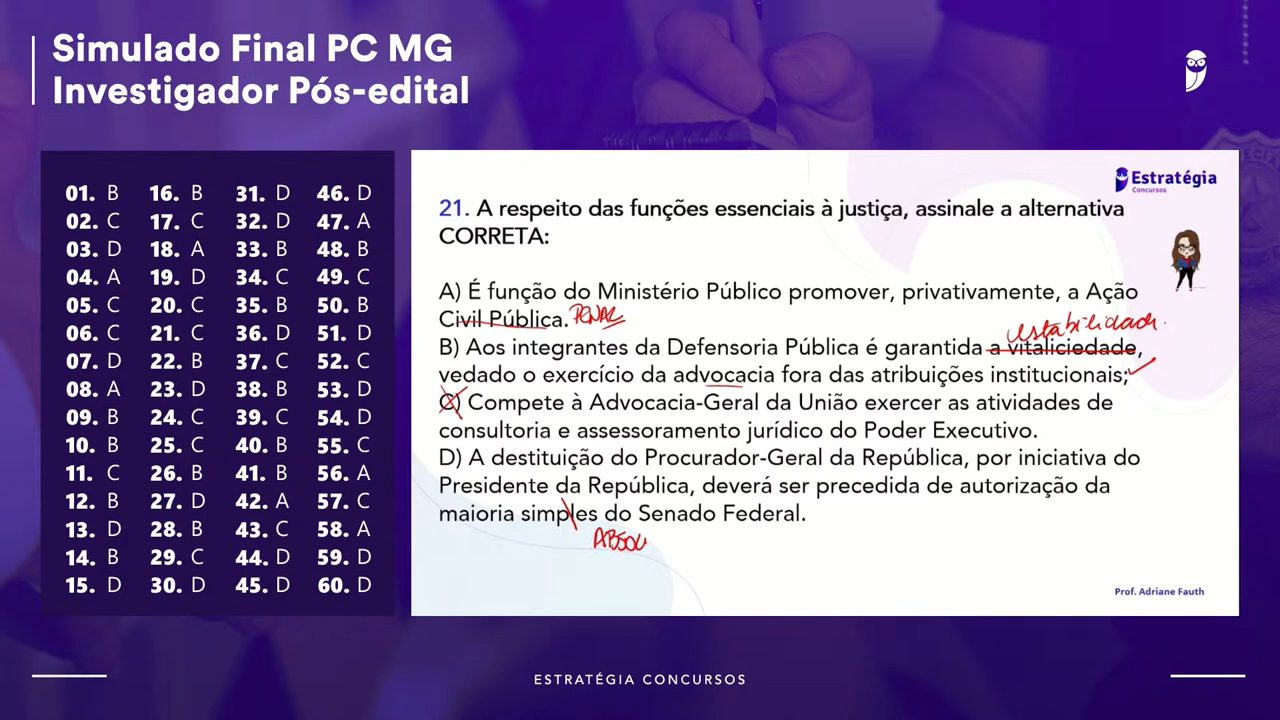 Simulado Final PC MG
Investigador Pós-edital
01. B 16. B 31. D 46. D
02. C 17. C 32. D 47. A
03. D 18. A 33. B 48. B
04. A 19. D 34. C 49. C
05. C 20. C 35. B 50. B
06. C 21. C 36. D 51. D
07. D 22. B 37. C 52. C
08. A 23. D 38. B 53. D
09. B 24. C 39. C 54. D
10. B 25. C 40. B 55. C
11. C 26. B 41. B 56. A
12. B 27. D 42. A 57. C
13. D 28. B 43. C 58. A
14. B 29. C 44. D 59. D
15. D 30. D 45. D 60. D
Estratégia
Concursos
21. A respeito das funções essenciais à justiça, assinale a alternativa
CORRETA:
A) É função do Ministério Público promover, privativamente, a Ação
Civil Pública. PENAL
estabilidade
B) Aos integrantes da Defensoria Pública é garantida a vitaliciedade,
vedado o exercício da advocacia fora das atribuições institucionais;
C) Compete à Advocacia-Geral da União exercer as atividades de
consultoria e assessoramento jurídico do Poder Executivo.
D) A destituição do Procurador-Geral da República, por iniciativa do
Presidente da República, deverá ser precedida de autorização da
maioria simples do Senado Federal.
ABSOL
Prof. Adriane Fauth
ESTRATÉGIA CONCURSOS